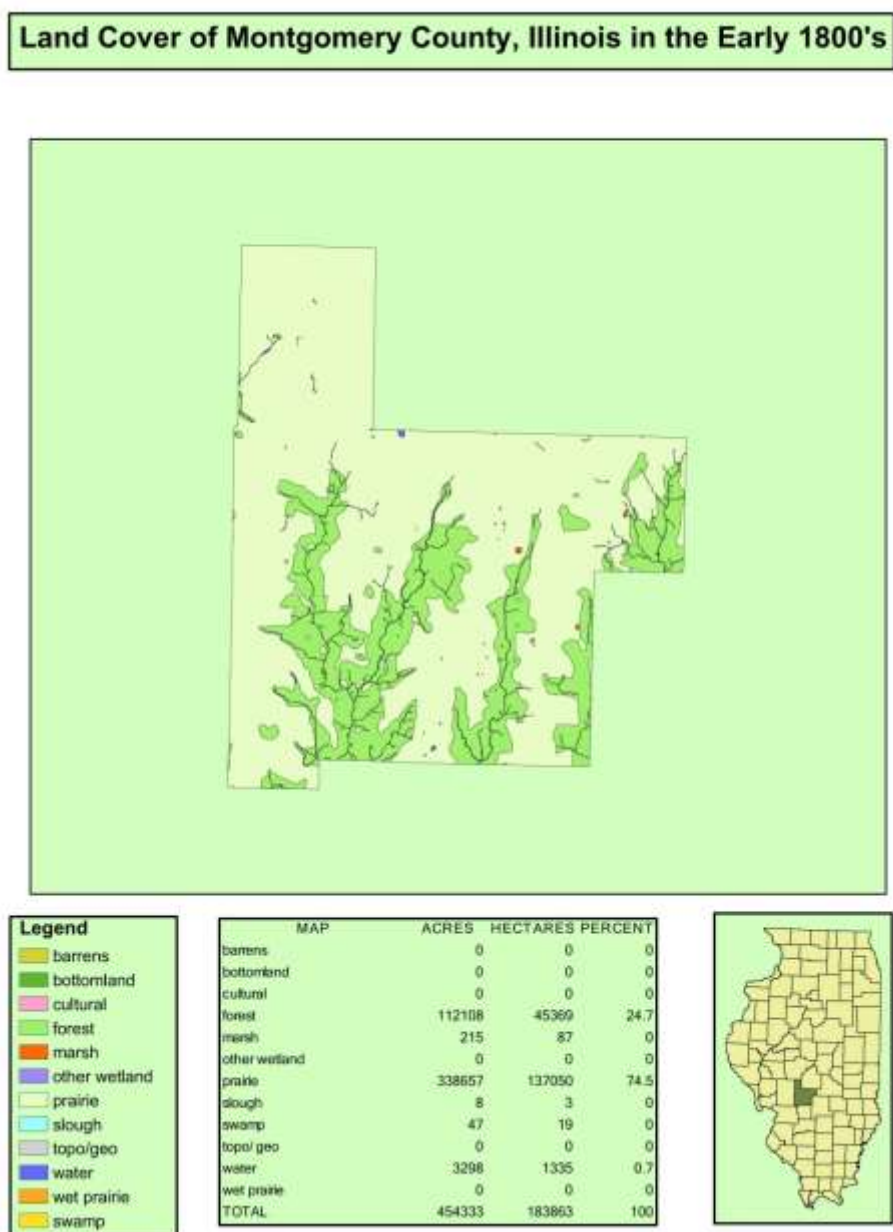 Land Cover of Montgomery County, Illinois in the Early 1800's
Legend
barrens
bottomland
cultural
forest
marsh
other wetland
prairie
slough
topo/geo
water
wet prairie
swamp
MAP ACRES HECTARES PERCENT
barrens 0 0 0
bottomland 0 0 0
cultural 0 0 0
forest 112108 45369 24.7
marsh 215 87 0
other wetland 0 0 0
prairie 338657 137050 74.5
slough 8 3 0
swamp 47 19 0
topo/ geo 0 0 0
water 3298 1335 0.7
wet prairie 0 0 0
TOTAL 454333 183863 100